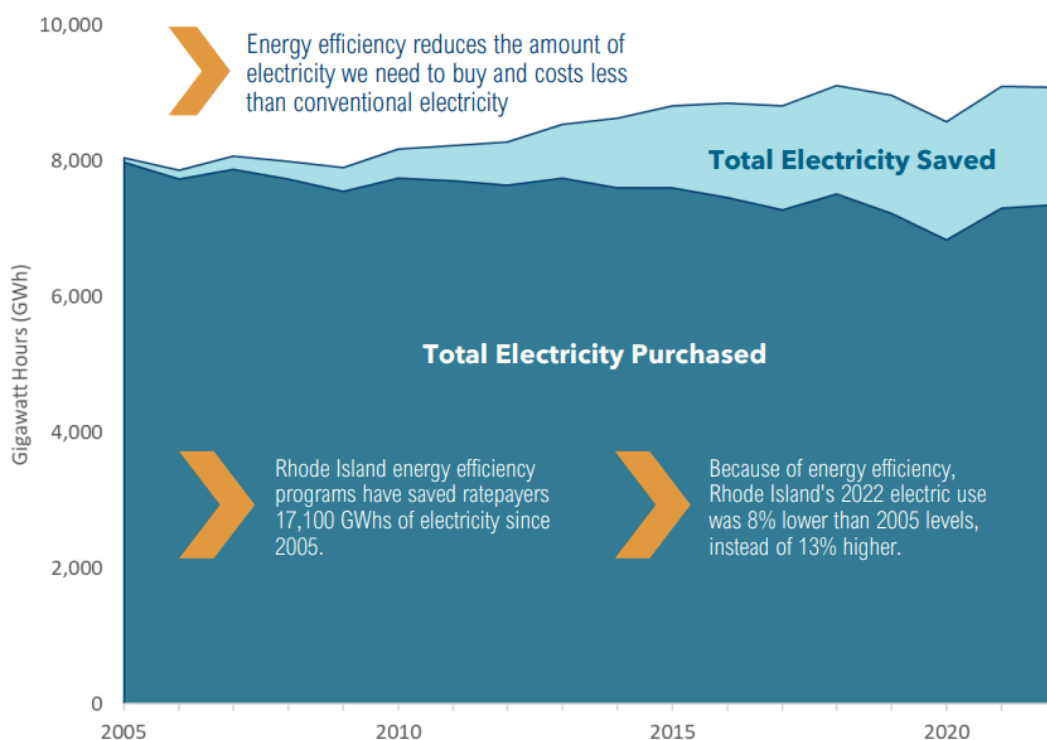 10,000
Energy efficiency reduces the amount of
electricity we need to buy and costs less
than conventional electricity
8,000
Total Electricity Saved
6,000
Gigawatt Hours (GWh)
Total Electricity Purchased
4,000
Rhode Island energy efficiency
programs have saved ratepayers
17,100 GWhs of electricity since
2005.
Because of energy efficiency,
Rhode Island's 2022 electric use
was 8% lower than 2005 levels,
instead of 13% higher.
2,000
0
2005
2010
2015
2020